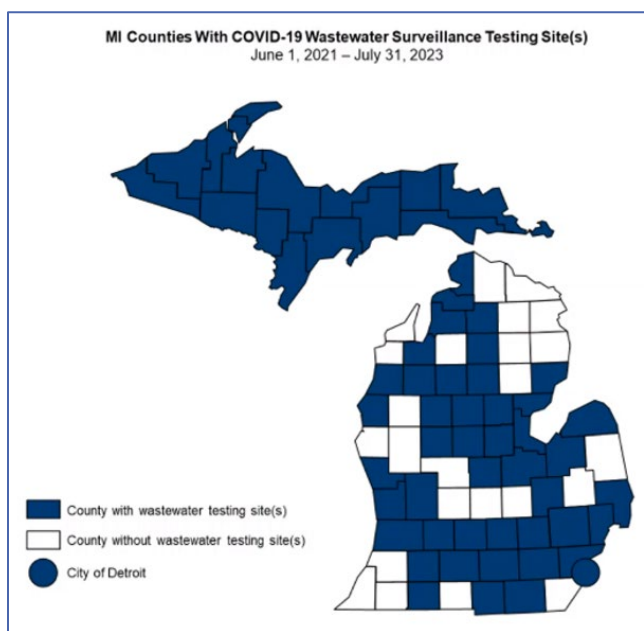 MI Counties With COVID-19 Wastewater Surveillance Testing Site(s)
June 1, 2021 – July 31, 2023
County with wastewater testing site(s)
County without wastewater testing site(s)
City of Detroit